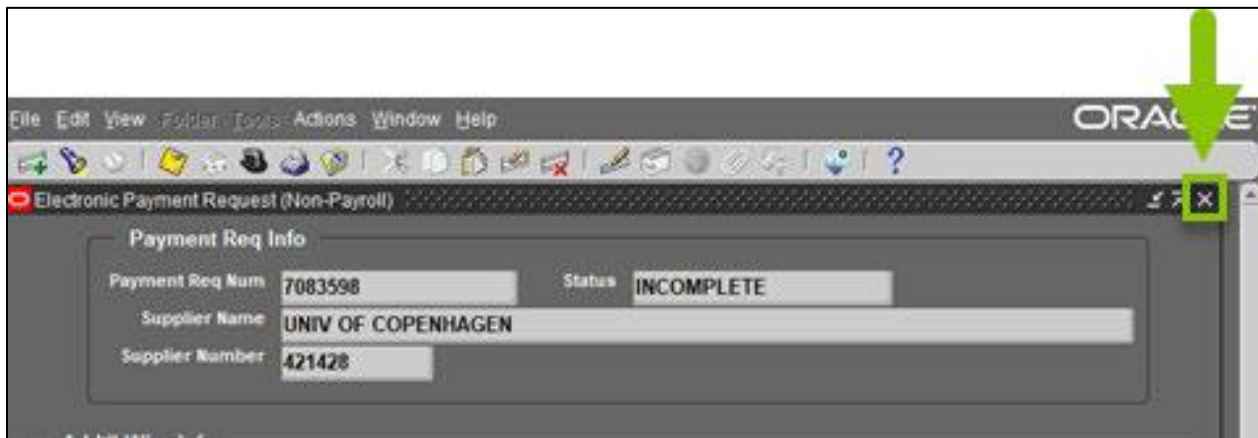 File Edit View Folder Tools Actions Window Help
ORACLE
?
Electronic Payment Request (Non-Payroll)
Payment Req Info
Payment Req Num 7083598 Status INCOMPLETE
Supplier Name UNIV OF COPENHAGEN
Supplier Number 421428